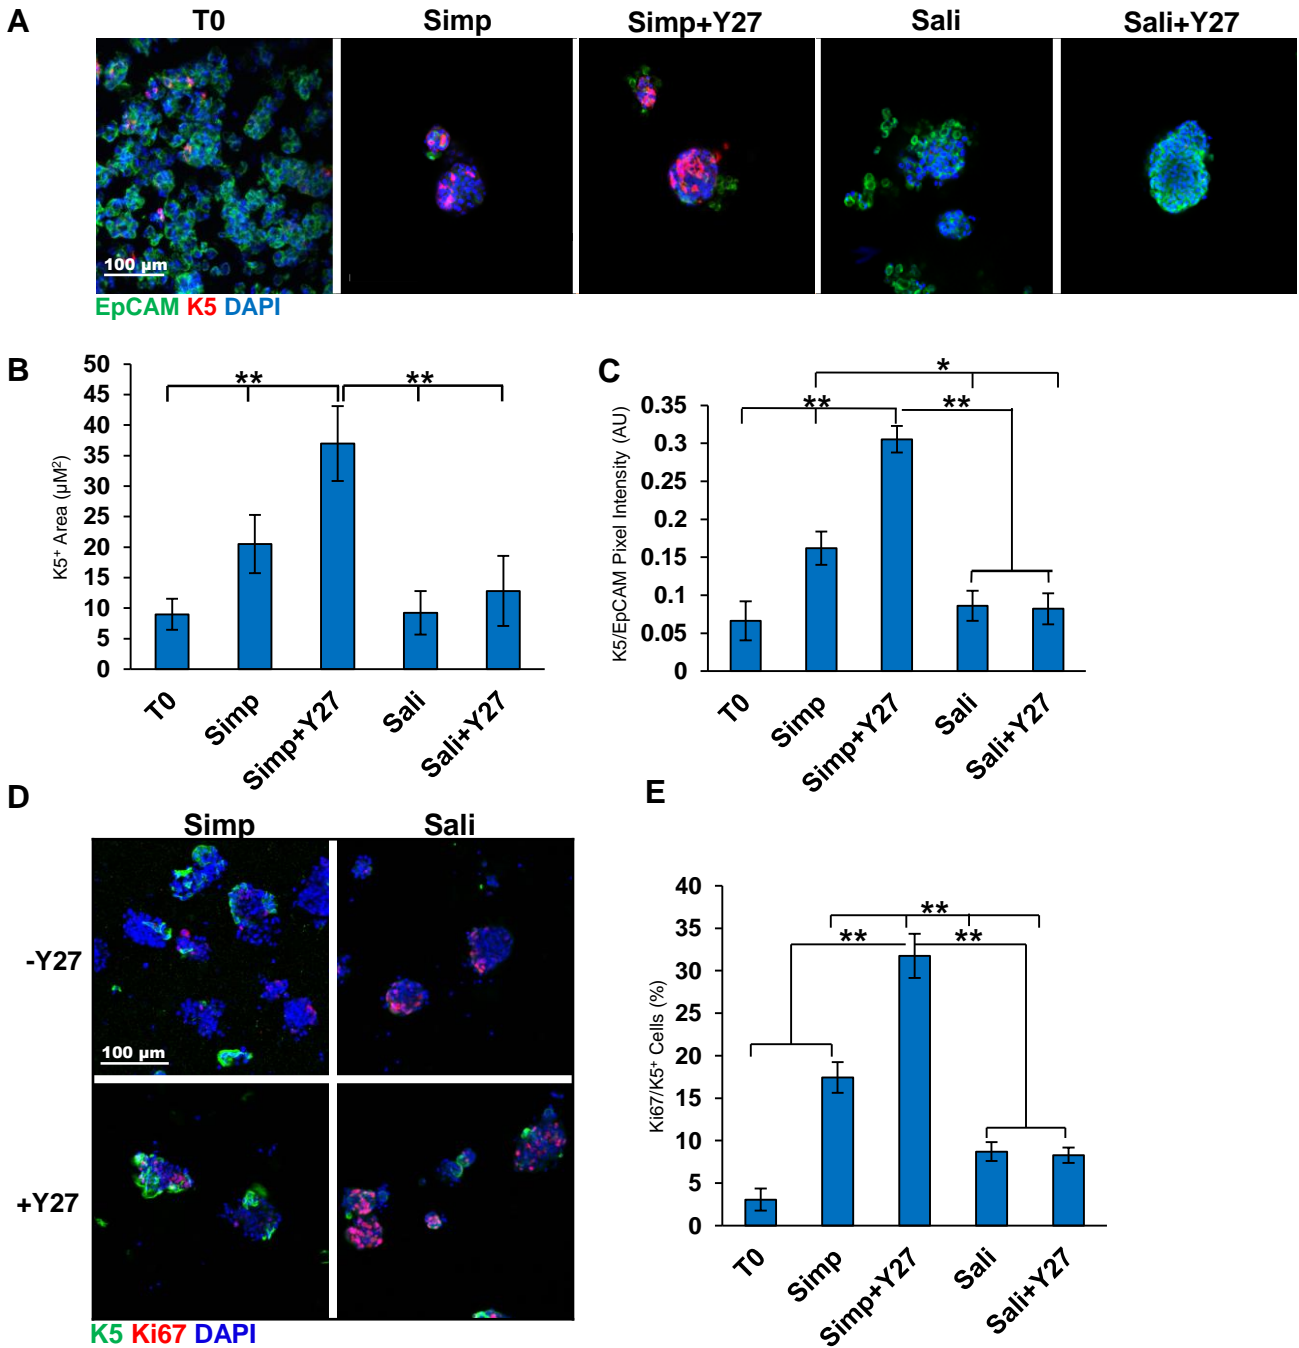 A
T0 Simp Simp+Y27 Sali Sali+Y27
100 µm
EpCAM K5 DAPI
B
K5⁺ Area (µM²)
50
45
40
35
30
25
20
15
10
5
0
** **
T0 Simp Simp+Y27 Sali Sali+Y27
C
K5/EpCAM Pixel Intensity (AU)
0.35
0.3
0.25
0.2
0.15
0.1
0.05
0
*
** **
T0 Simp Simp+Y27 Sali Sali+Y27
D
Simp Sali
-Y27
100 µm
+Y27
K5 Ki67 DAPI
E
Ki67/K5⁺ Cells (%)
40
35
30
25
20
15
10
5
0
**
** **
T0 Simp Simp+Y27 Sali Sali+Y27